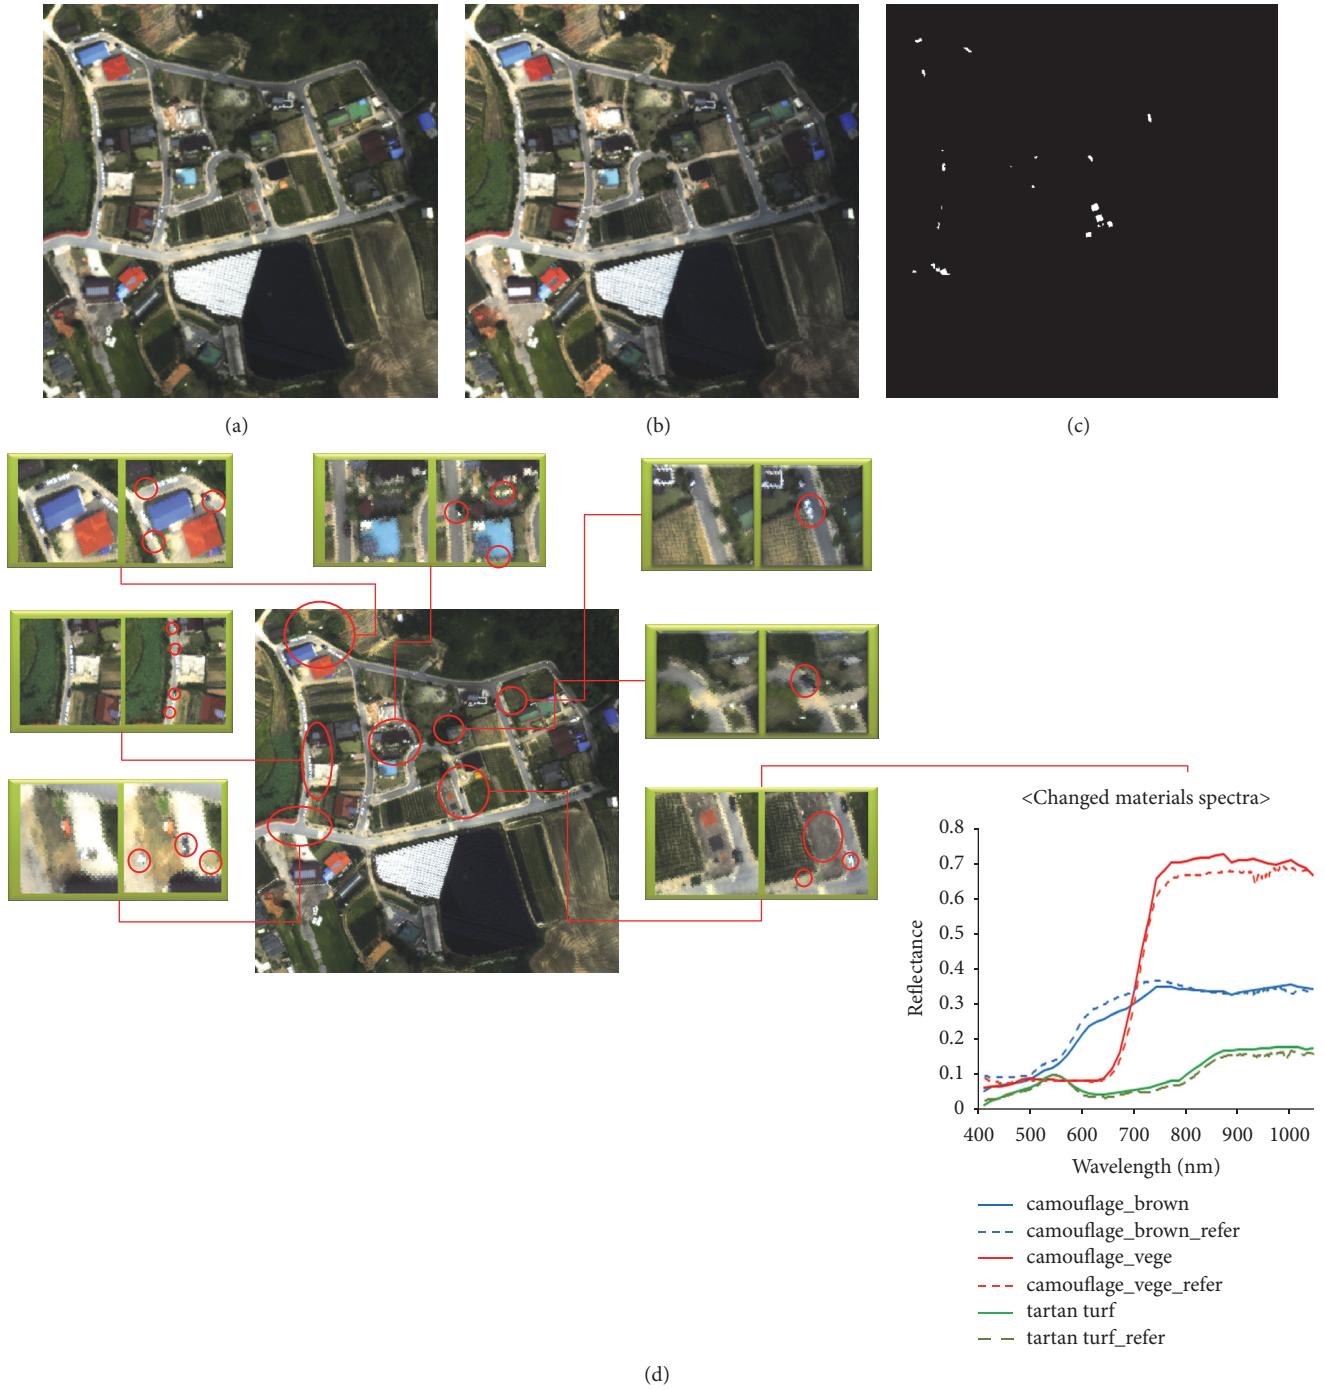 (a)
(b)
(c)
<Changed materials spectra>
0.8
0.7
0.6
0.5
0.4
0.3
0.2
0.1
0
Reflectance
400 500 600 700 800 900 1000
Wavelength (nm)
camouflage_brown
camouflage_brown_refer
camouflage_vege
camouflage_vege_refer
tartan turf
tartan turf_refer
(d)